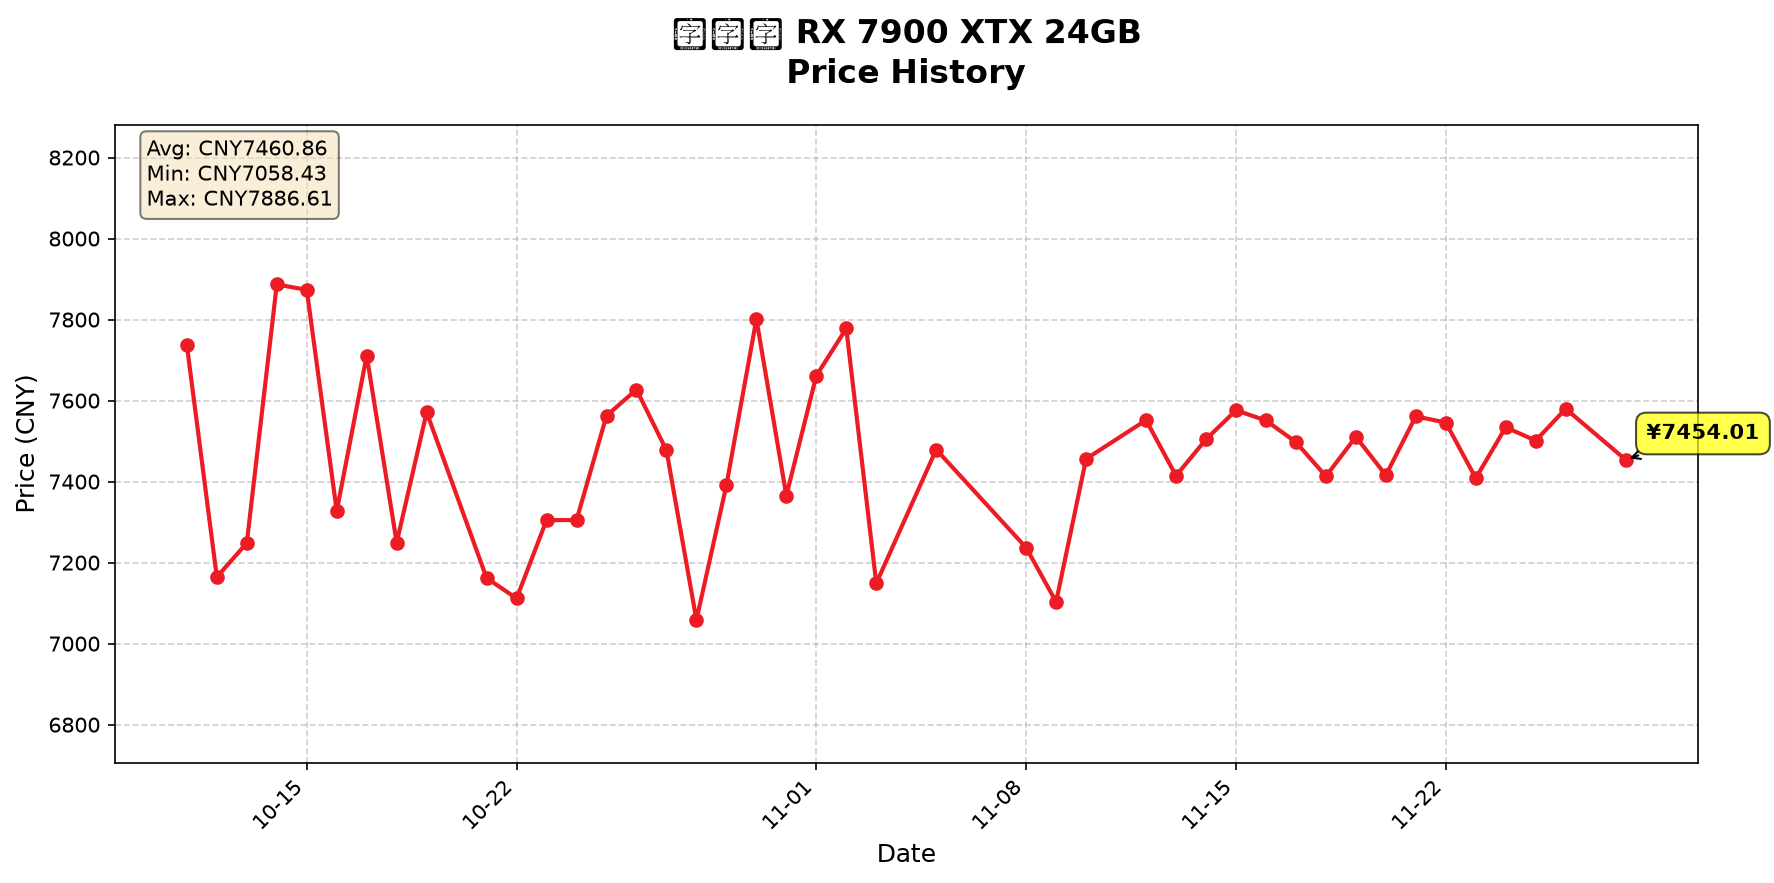 RX 7900 XTX 24GB
Price History
Avg: CNY7460.86
Min: CNY7058.43
Max: CNY7886.61
Price (CNY)
8200
8000
7800
7600
7400
7200
7000
6800
¥7454.01
10-15
10-22
11-01
11-08
11-15
11-22
Date